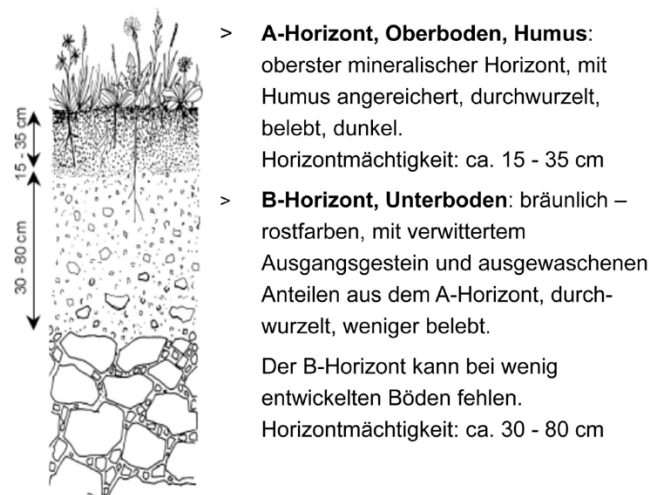 > A-Horizont, Oberboden, Humus:
oberster mineralischer Horizont, mit
Humus angereichert, durchwurzelt,
belebt, dunkel.
Horizontmächtigkeit: ca. 15 - 35 cm
> B-Horizont, Unterboden: bräunlich –
rostfarben, mit verwittertem
Ausgangsgestein und ausgewaschenen
Anteilen aus dem A-Horizont, durch-
wurzelt, weniger belebt.
Der B-Horizont kann bei wenig
entwickelten Böden fehlen.
Horizontmächtigkeit: ca. 30 - 80 cm
15 - 35 cm
30 - 80 cm